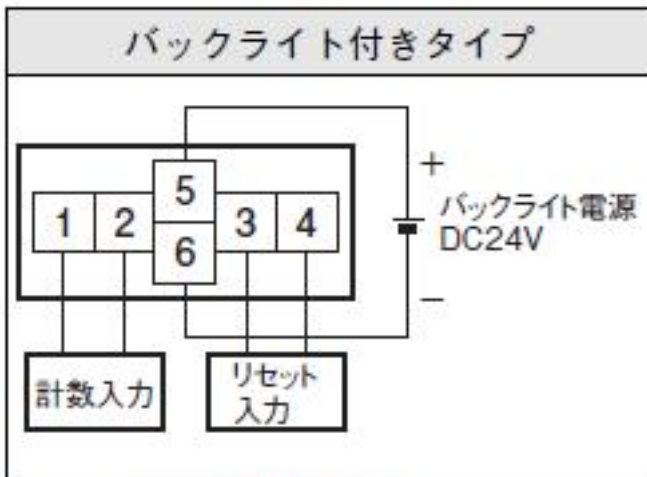 バックライト付きタイプ
5
1 2 3 4
6
+
バックライト電源
DC24V
−
計数入力
リセット
入力